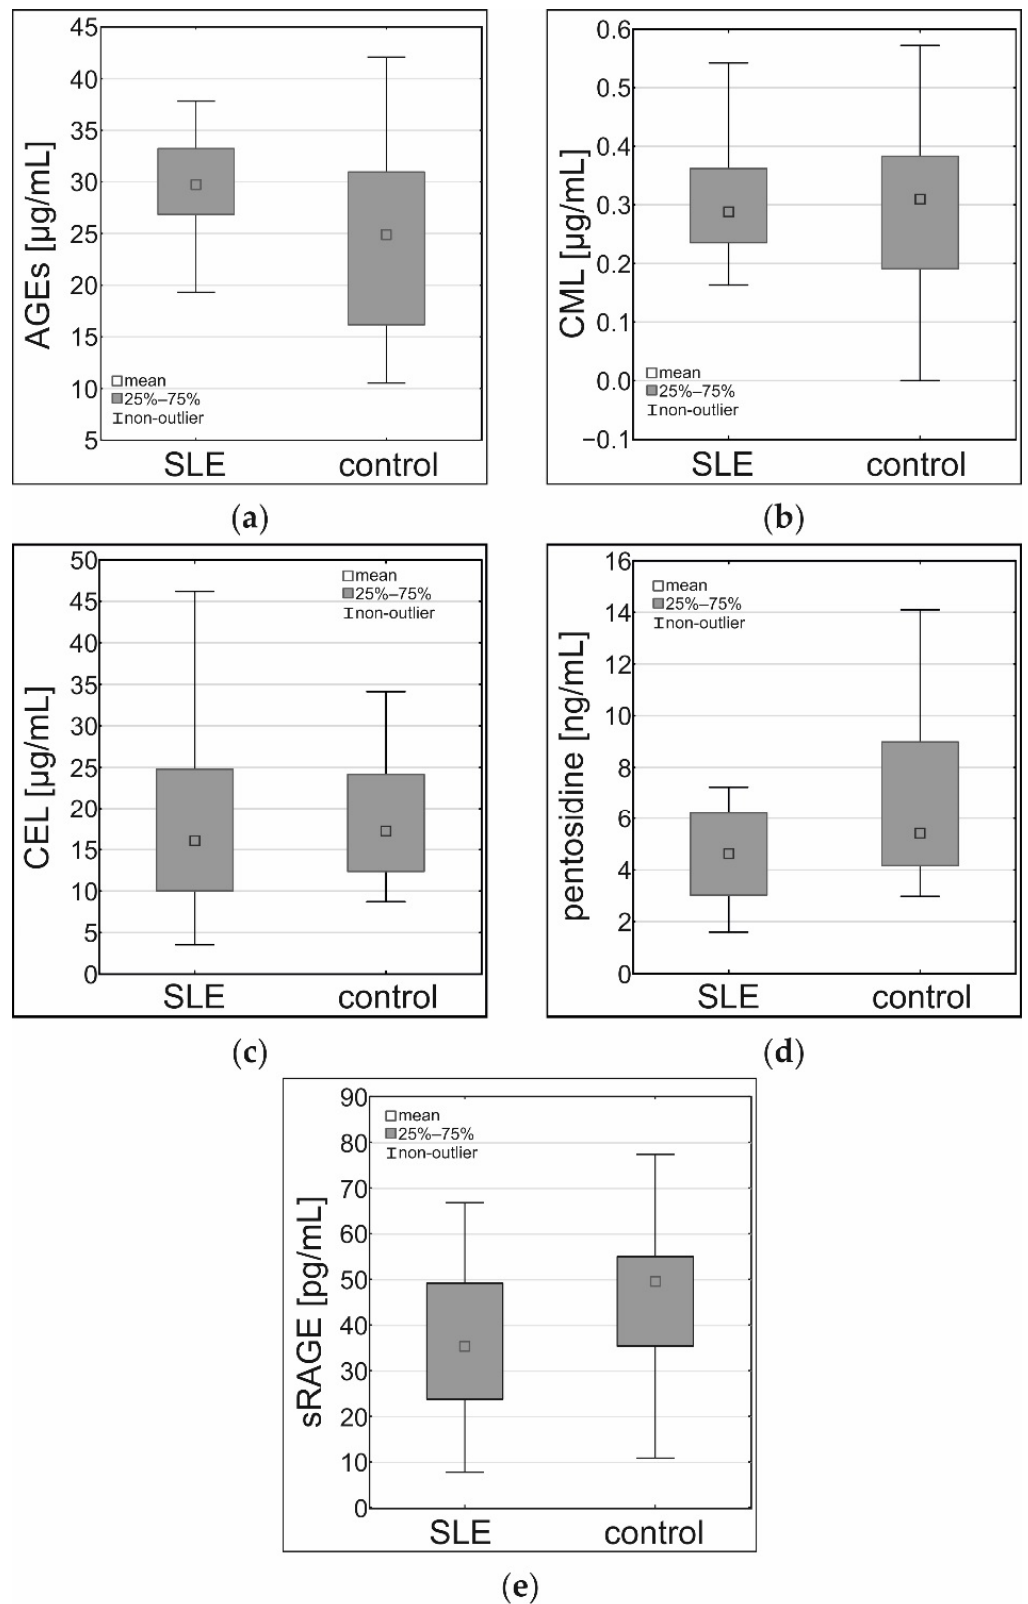 45
40
35
30
25
20
15
10
5
AGEs [µg/mL]
mean
25%–75%
non-outlier
SLE control
(a)
0.6
0.5
0.4
0.3
0.2
0.1
0.0
−0.1
CML [µg/mL]
mean
25%–75%
non-outlier
SLE control
(b)
50
45
40
35
30
25
20
15
10
5
0
CEL [µg/mL]
mean
25%–75%
non-outlier
SLE control
(c)
16
14
12
10
8
6
4
2
0
pentosidine [ng/mL]
mean
25%–75%
non-outlier
SLE control
(d)
90
80
70
60
50
40
30
20
10
0
sRAGE [pg/mL]
mean
25%–75%
non-outlier
SLE control
(e)